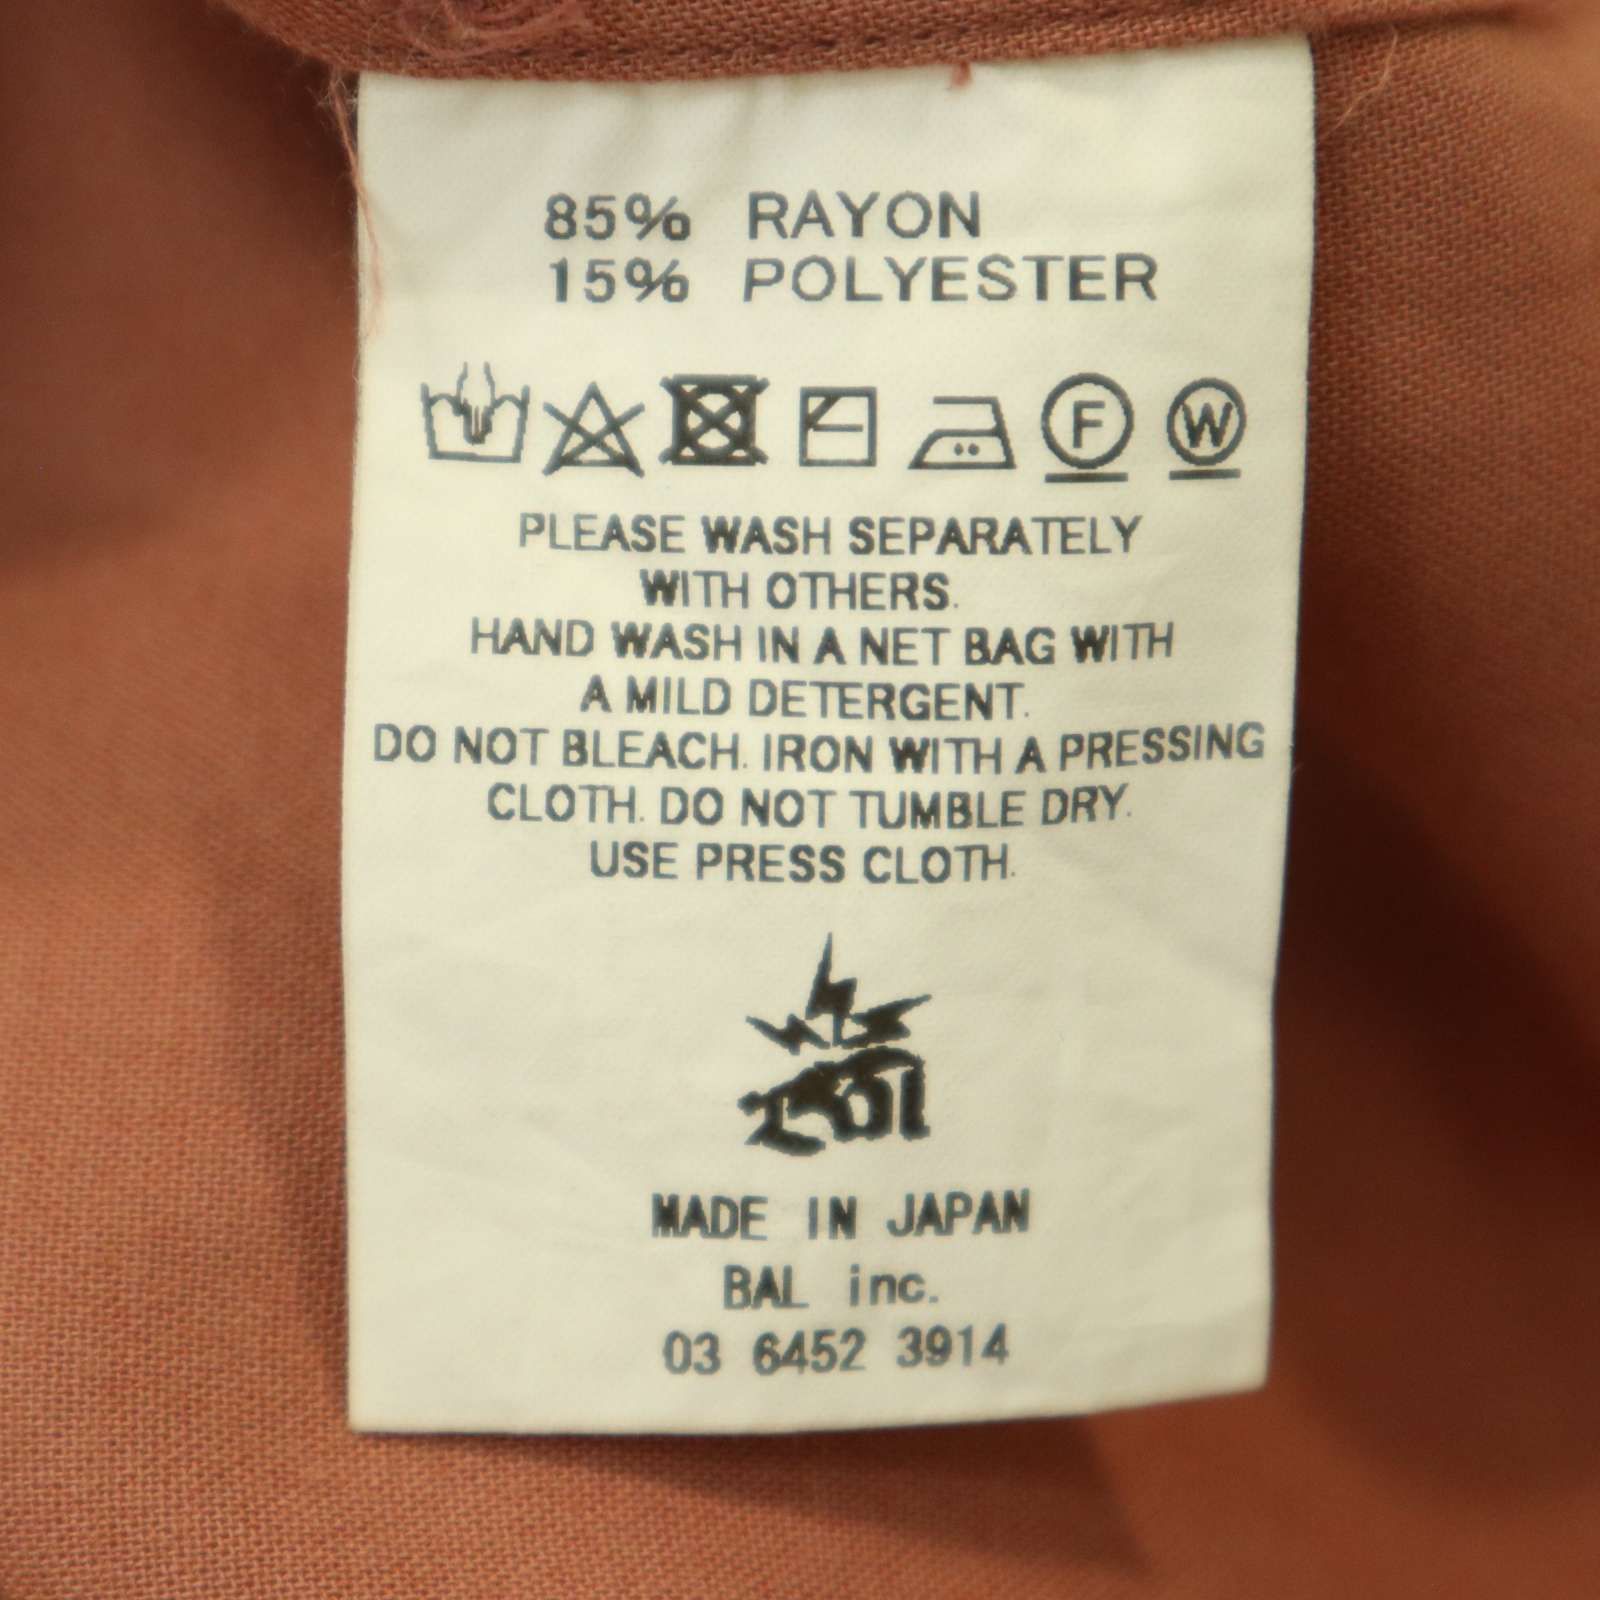 85% RAYON
15% POLYESTER
F W
PLEASE WASH SEPARATELY
WITH OTHERS.
HAND WASH IN A NET BAG WITH
A MILD DETERGENT.
DO NOT BLEACH. IRON WITH A PRESSING
CLOTH. DO NOT TUMBLE DRY.
USE PRESS CLOTH.
MADE IN JAPAN
BAL inc.
03 6452 3914